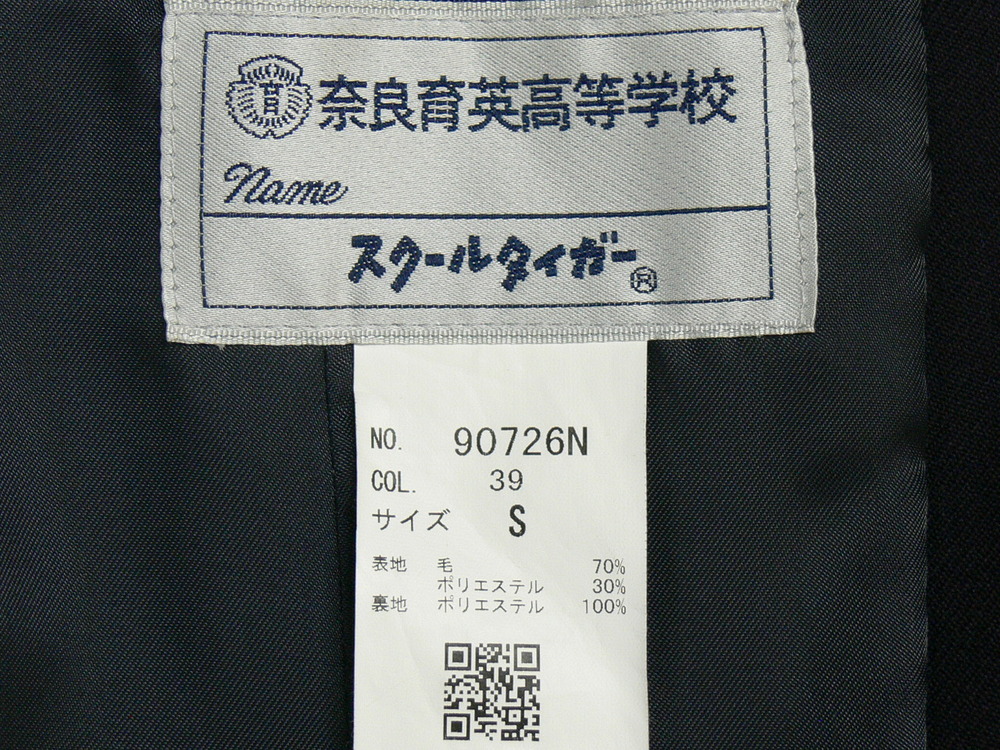 育 奈良育英高等学校
Name
スクールタイガー®
NO. 90726N
COL. 39
サイズ S
表地 毛 70%
ポリエステル 30%
裏地 ポリエステル 100%